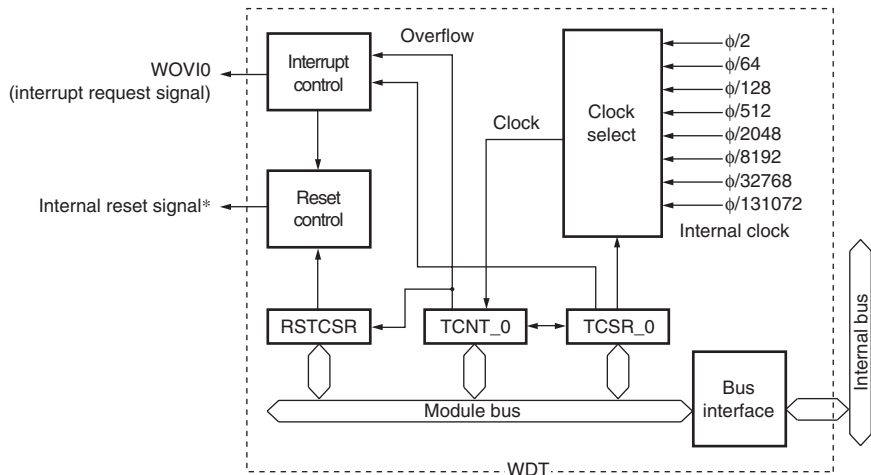 Overflow
WOVI0
(interrupt request signal)
Interrupt
control
Internal reset signal*
Reset
control
Clock
Clock
select
ϕ/2
ϕ/64
ϕ/128
ϕ/512
ϕ/2048
ϕ/8192
ϕ/32768
ϕ/131072
Internal clock
RSTCSR
TCNT_0
TCSR_0
Module bus
Bus
interface
Internal bus
WDT